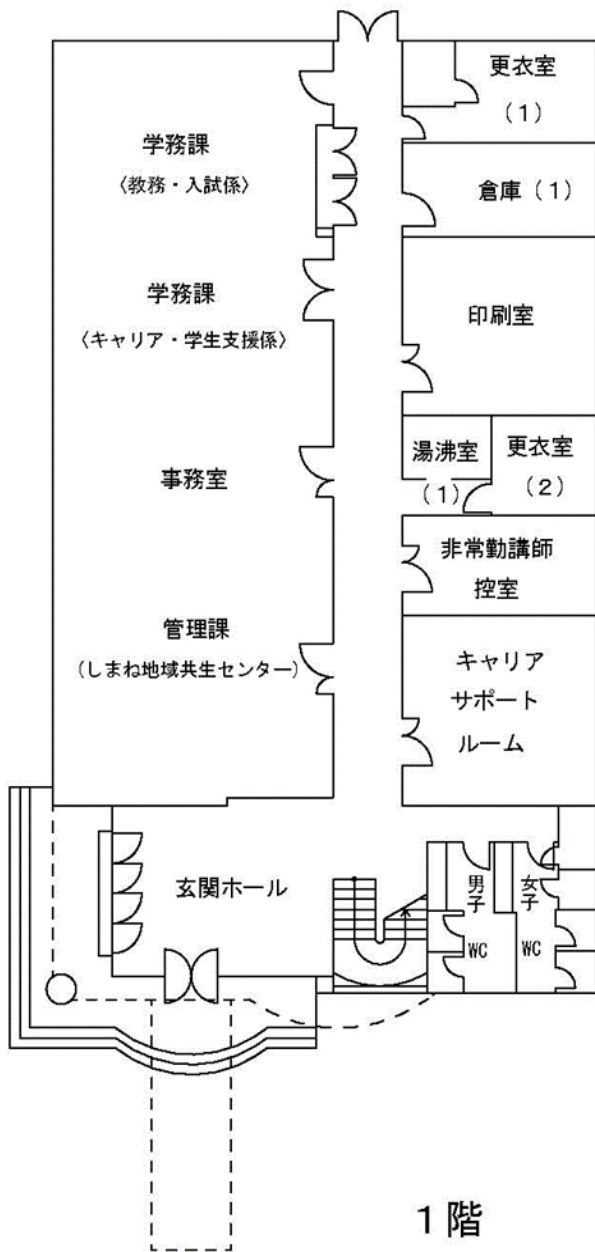 更衣室
（1）
学務課
〈教務・入試係〉
倉庫（1）
学務課
〈キャリア・学生支援係〉
印刷室
事務室
湯沸室
（1）
更衣室
（2）
非常勤講師
控室
管理課
(しまね地域共生センター)
キャリア
サポート
ルーム
玄関ホール
男子
WC
女子
WC
1階